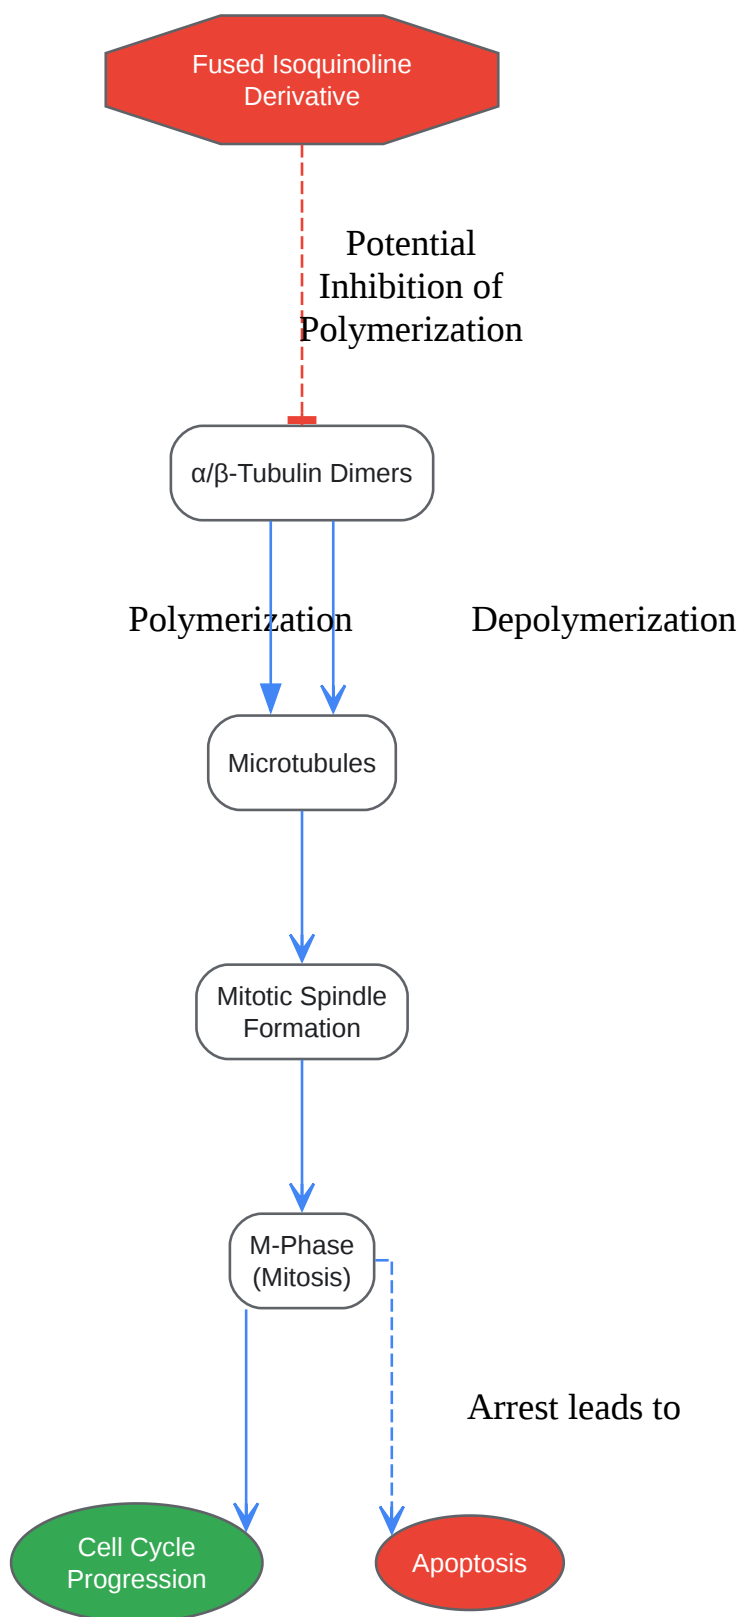 Fused Isoquinoline
Derivative
Potential
Inhibition of
Polymerization
α/β-Tubulin Dimers
Polymerization
Depolymerization
Microtubules
Mitotic Spindle
Formation
M-Phase
(Mitosis)
Arrest leads to
Cell Cycle
Progression
Apoptosis